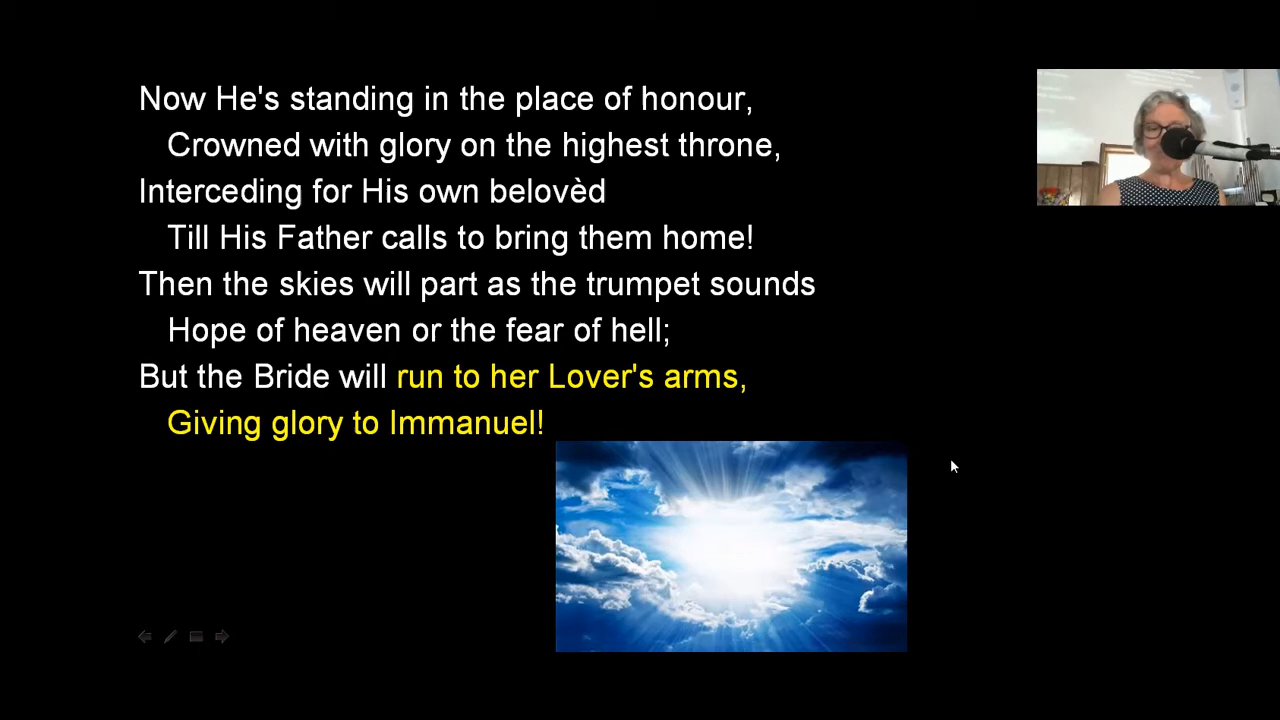 Now He's standing in the place of honour,
Crowned with glory on the highest throne,
Interceding for His own belovèd
Till His Father calls to bring them home!
Then the skies will part as the trumpet sounds
Hope of heaven or the fear of hell;
But the Bride will run to her Lover's arms,
Giving glory to Immanuel!